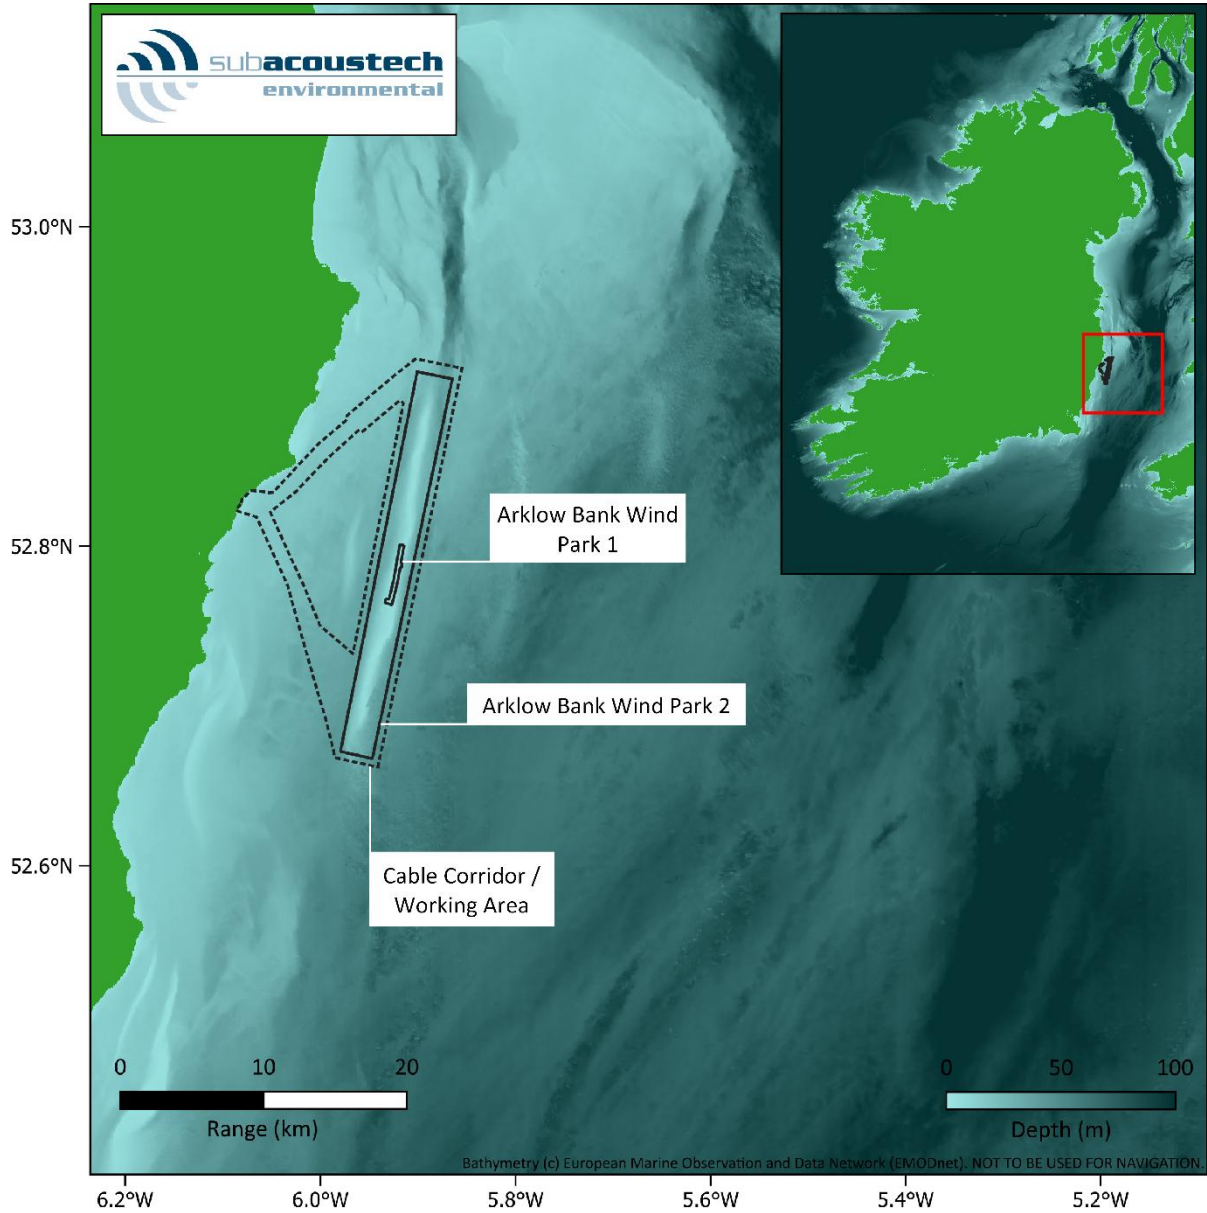 subacoustech
environmental
53.0°N
52.8°N
52.6°N
Arklow Bank Wind
Park 1
Arklow Bank Wind Park 2
Cable Corridor /
Working Area
0 10 20
Range (km)
0 50 100
Depth (m)
Bathymetry (c) European Marine Observation and Data Network (EMODnet). NOT TO BE USED FOR NAVIGATION.
6.2°W 6.0°W 5.8°W 5.6°W 5.4°W 5.2°W